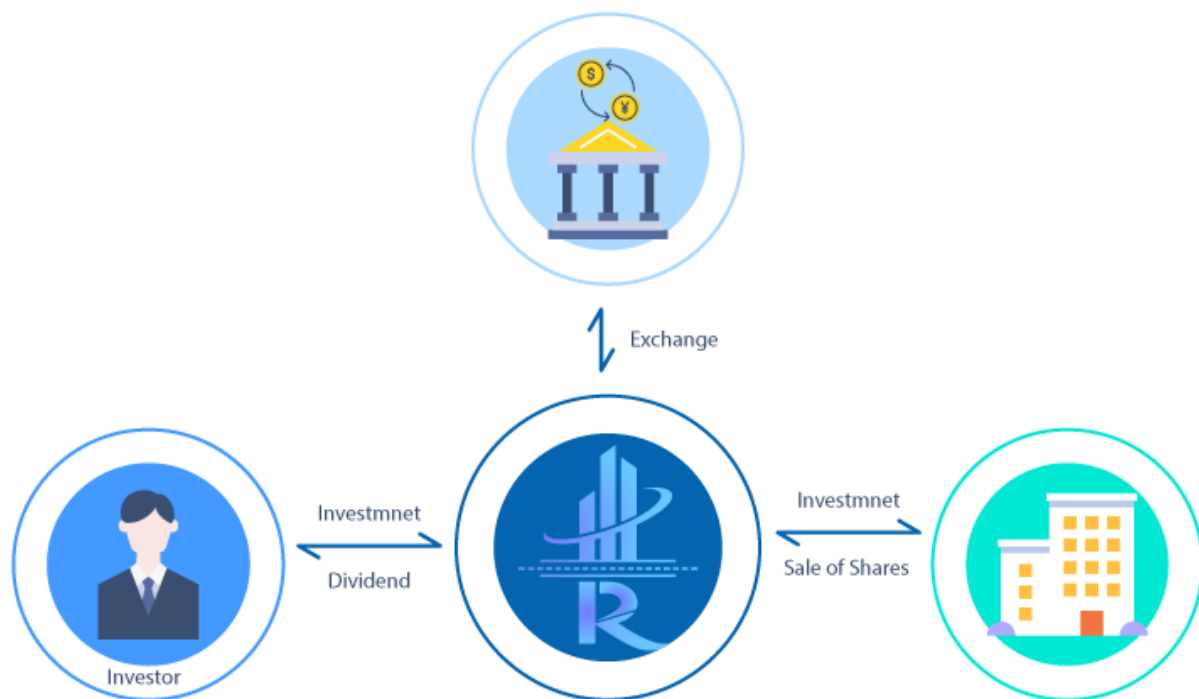 $
¥
Exchange
Investmnet
Dividend
Investor
R
Investmnet
Sale of Shares